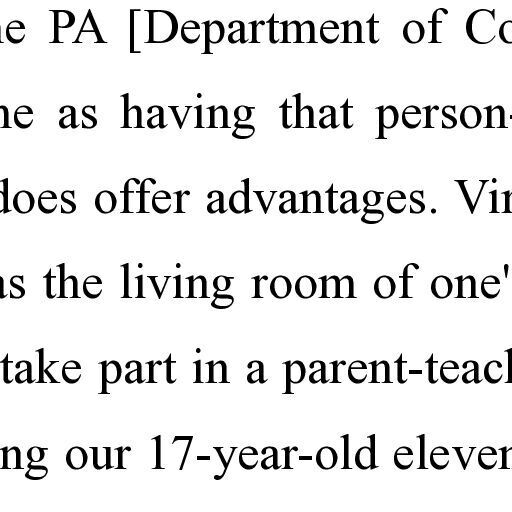 ne PA [Department of Co
ne as having that person-
does offer advantages. Vir
as the living room of one'
take part in a parent-teach
ng our 17-year-old eleven